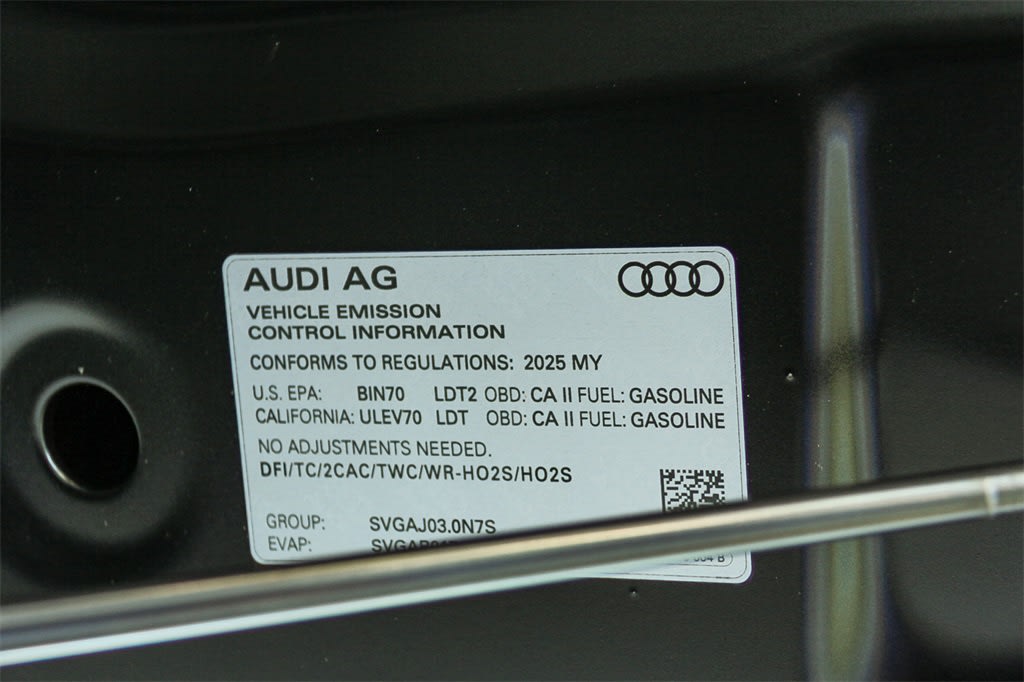 AUDI AG
VEHICLE EMISSION
CONTROL INFORMATION
CONFORMS TO REGULATIONS: 2025 MY
U.S. EPA: BIN70 LDT2 OBD: CA II FUEL: GASOLINE
CALIFORNIA: ULEV70 LDT OBD: CA II FUEL: GASOLINE
NO ADJUSTMENTS NEEDED.
DFI/TC/2CAC/TWC/WR-HO2S/HO2S
GROUP: SVGAJ03.0N7S
EVAP: